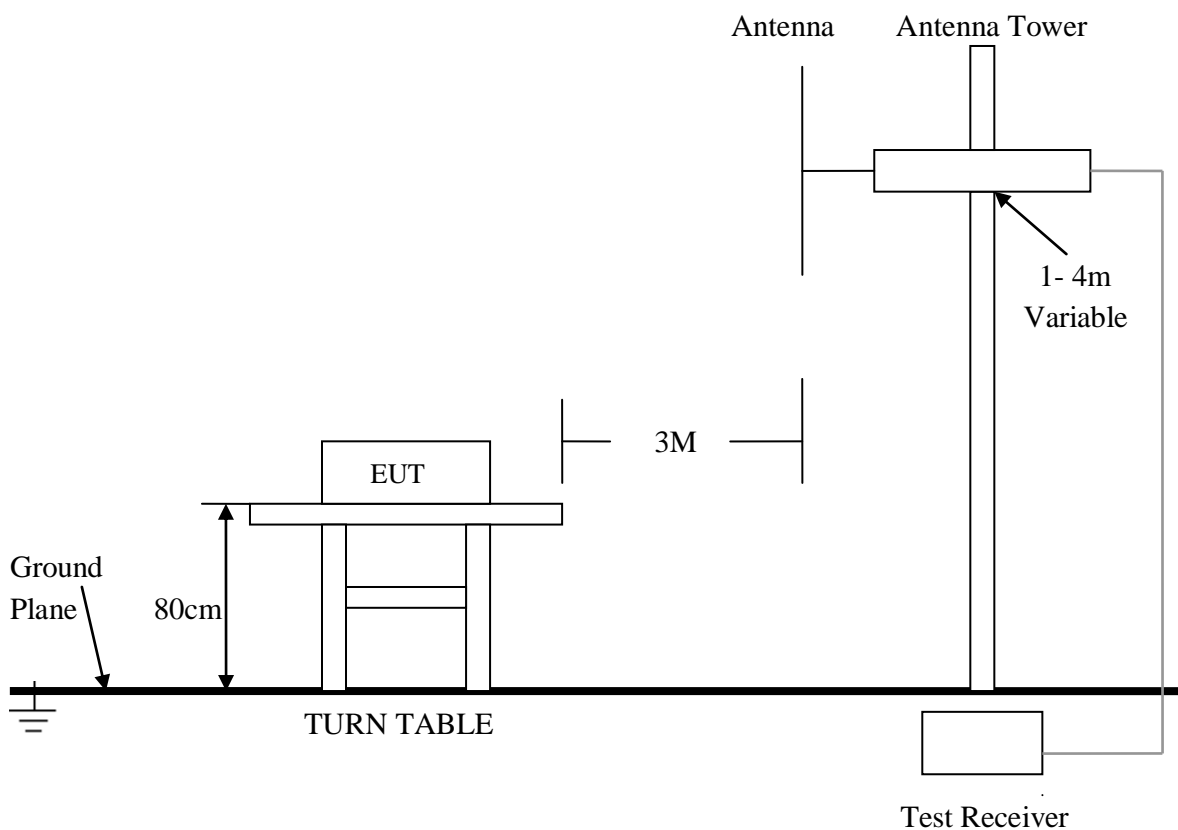 Antenna
Antenna Tower
1- 4m
Variable
3M
EUT
Ground
Plane
80cm
TURN TABLE
Test Receiver